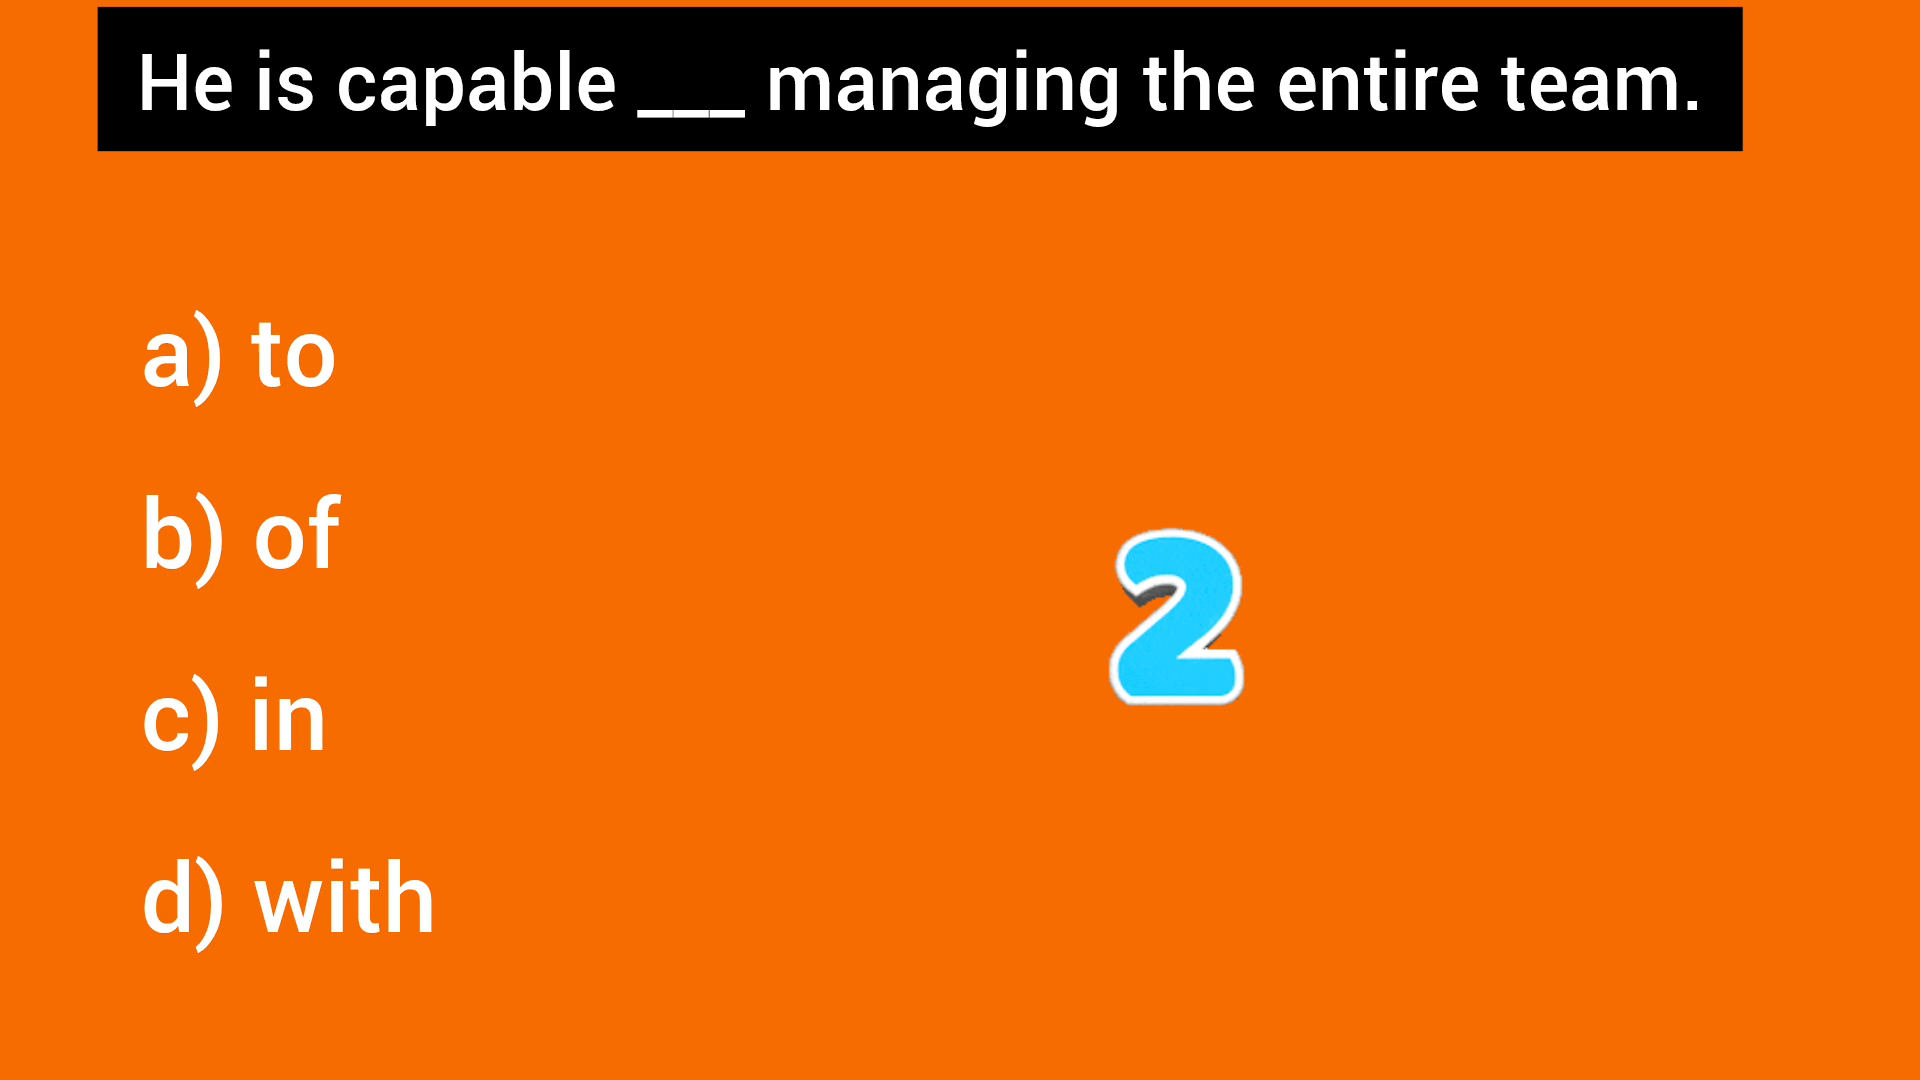 He is capable ___ managing the entire team.
a) to
b) of
2
c) in
d) with